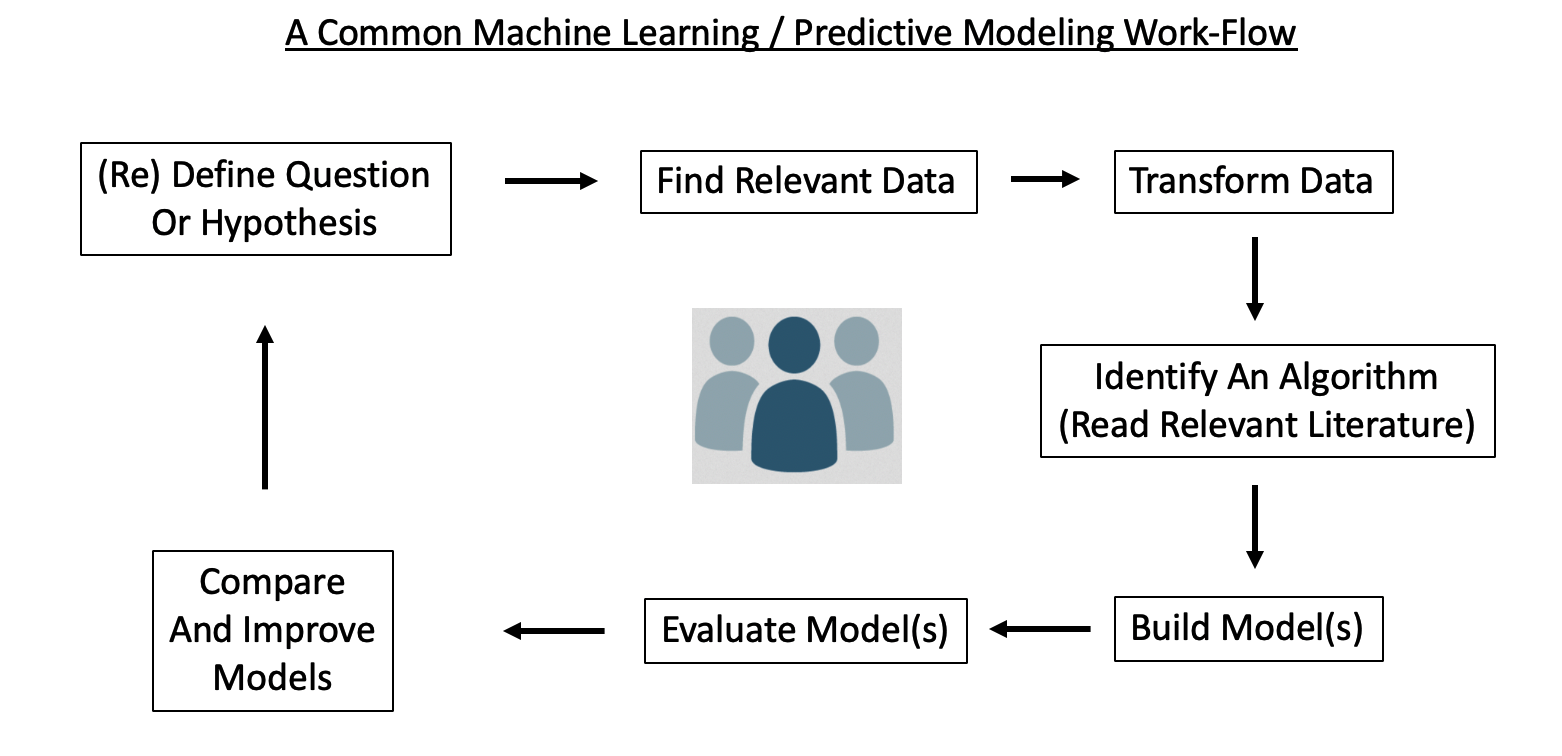 A Common Machine Learning / Predictive Modeling Work-Flow
(Re) Define Question
Or Hypothesis
Find Relevant Data
Transform Data
Identify An Algorithm
(Read Relevant Literature)
Build Model(s)
Evaluate Model(s)
Compare
And Improve
Models